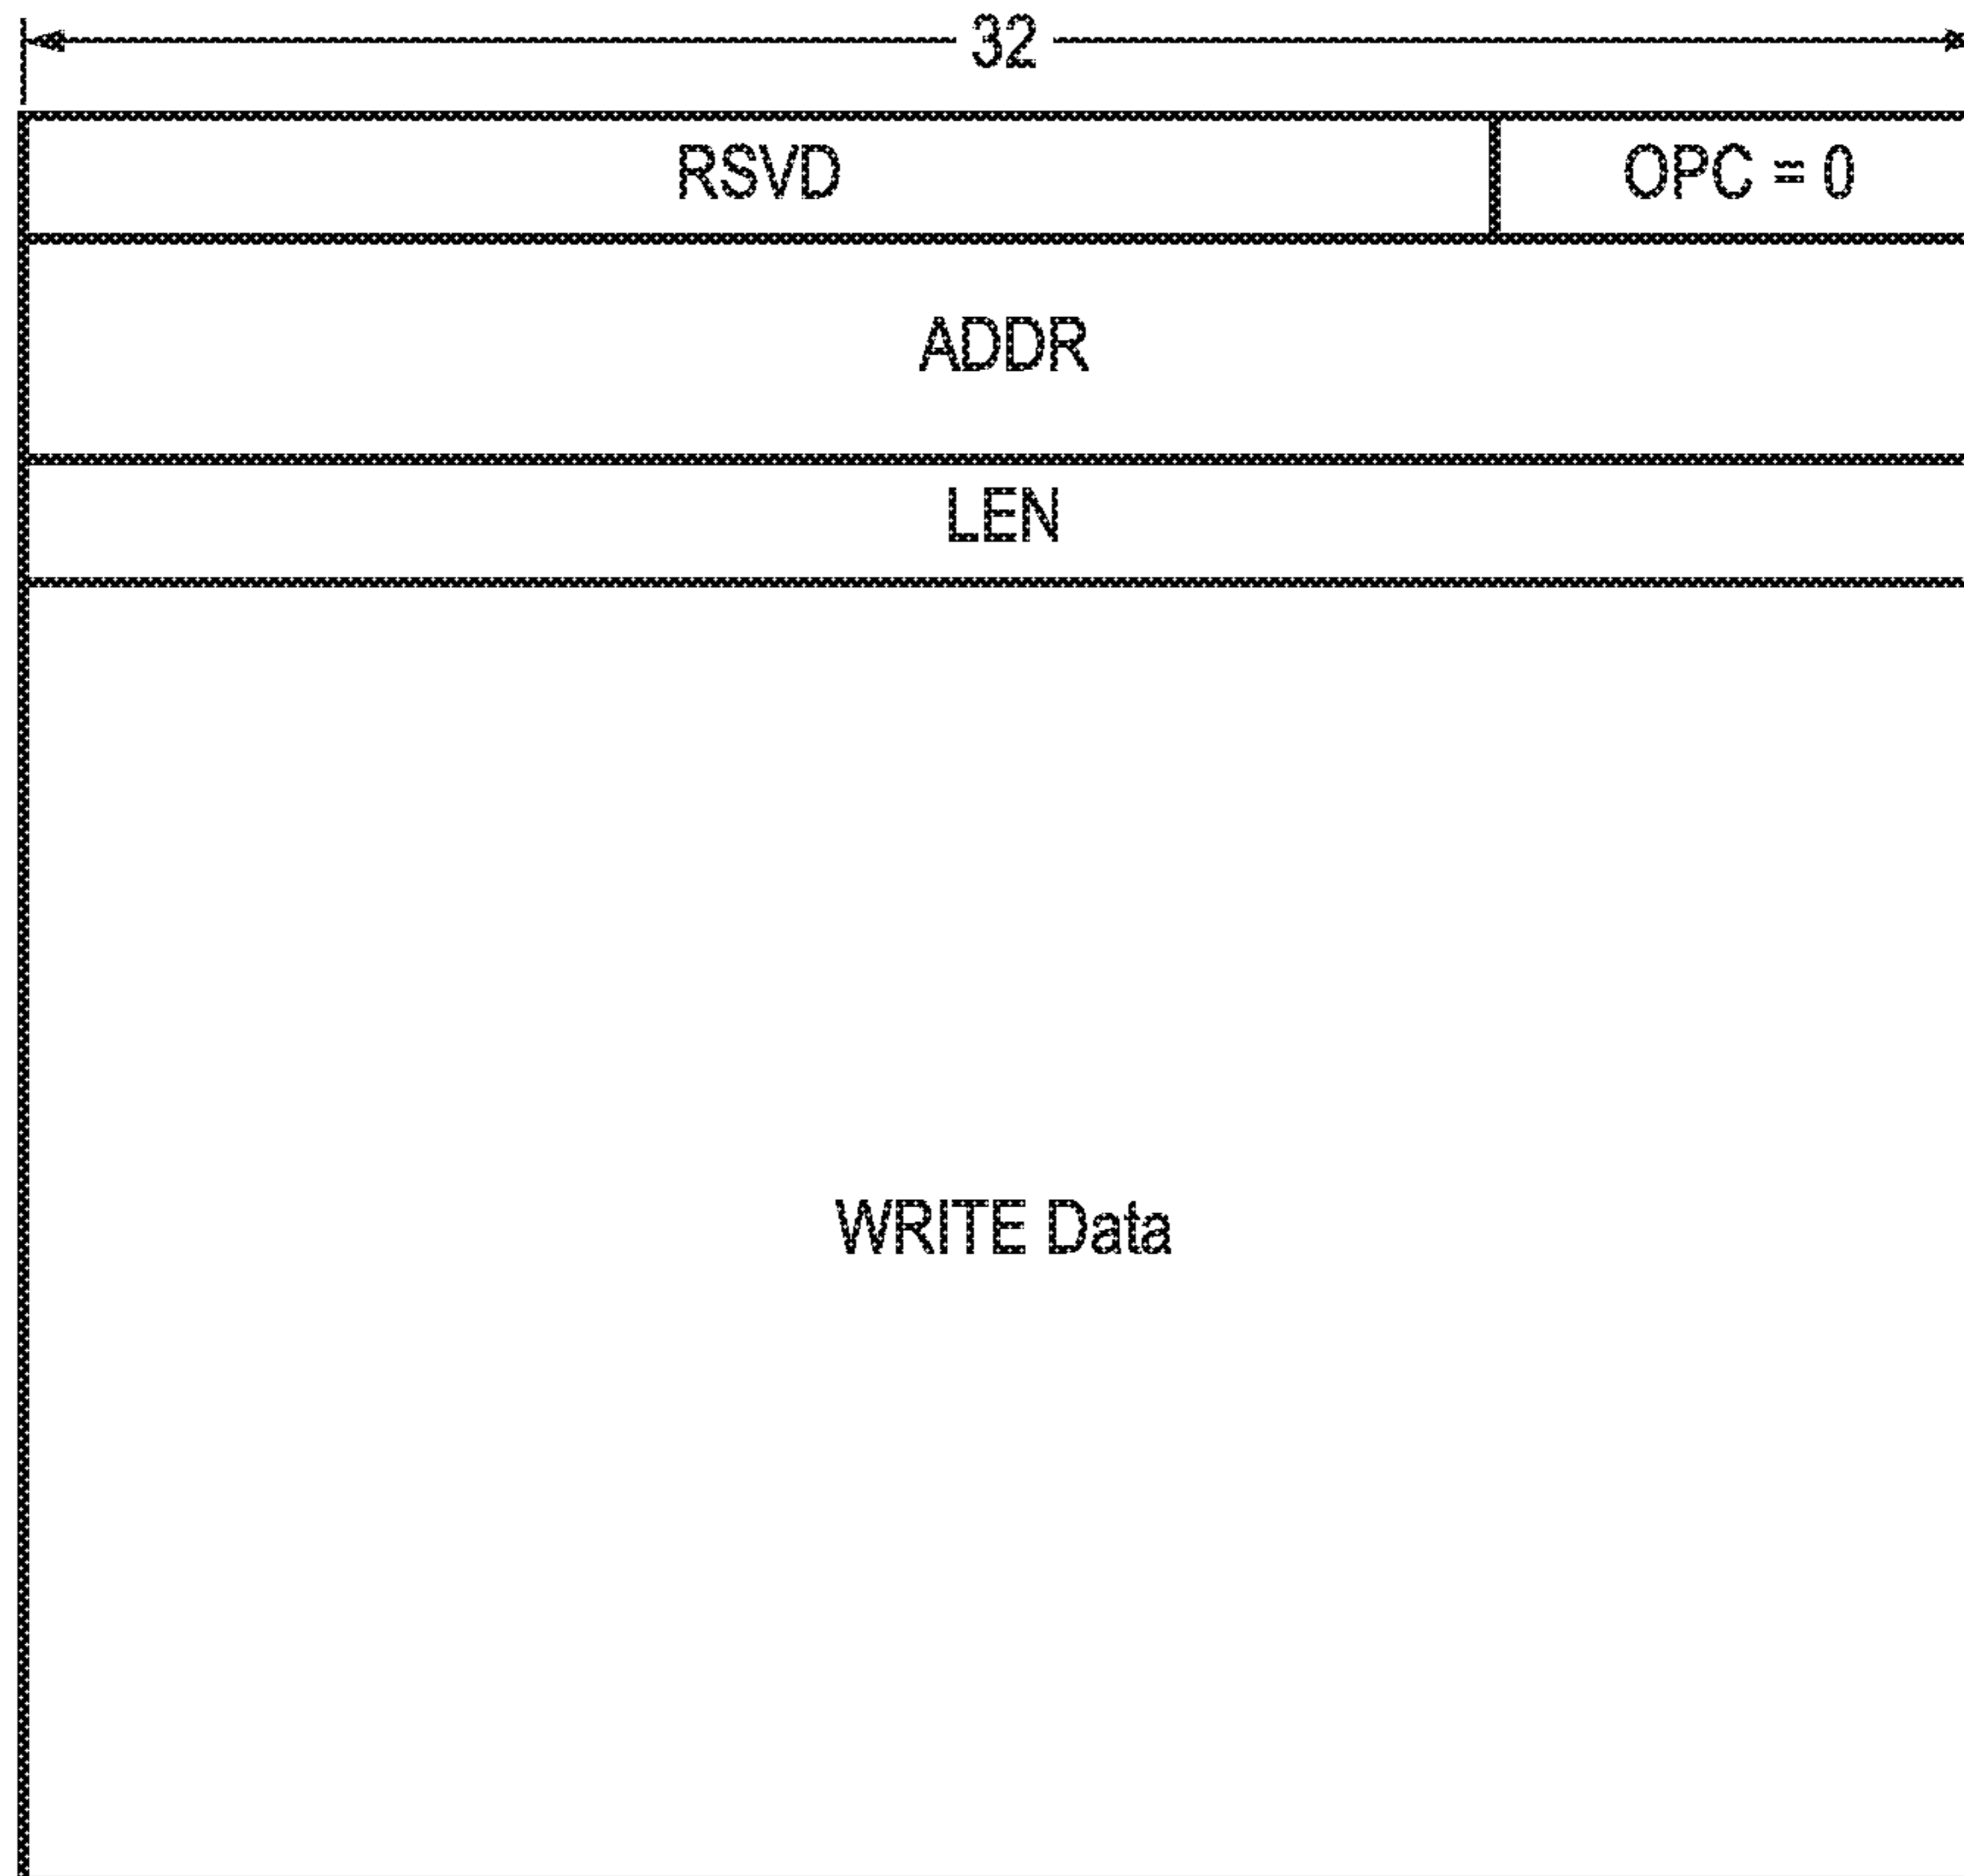 32
RSVD OPC = 0
ADDR
LEN
WRITE Data